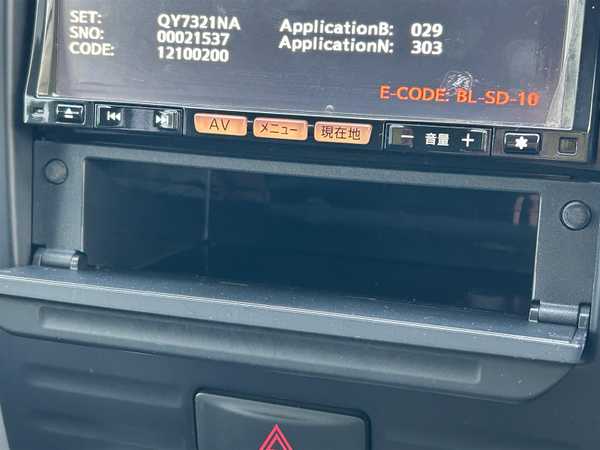 SET: QY7321NA ApplicationB: 029
SNO: 00021537 ApplicationN: 303
CODE: 12100200
E-CODE: BL-SD-10
AV メニュー 現在地 − 音量 +